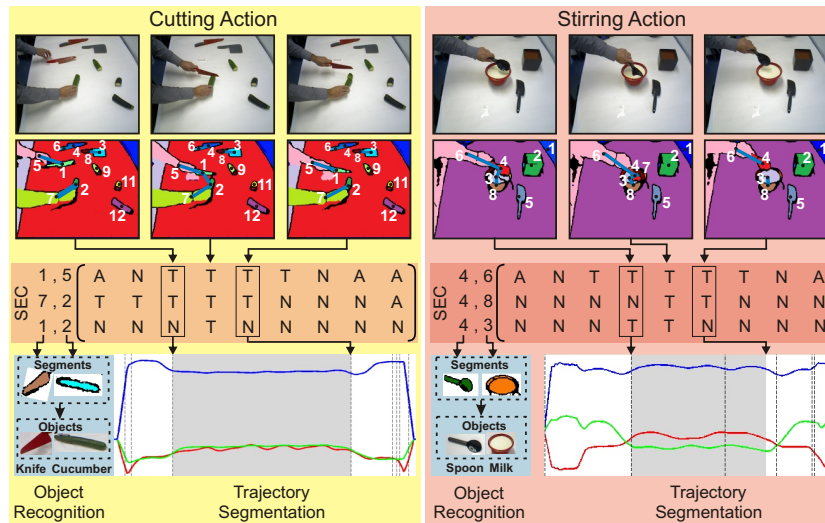 Cutting Action
6 4 3
5 8
1 9
2
7 11
12
6 4 3
5 8
1 9
2
7 11
12
6 4 3
5 8
1 9
2
7 11
12
SEC
1 , 5 A N T T T T N A A
7 , 2 T T T T T N N N A
1 , 2 N N N T N N N N N
Segments
Objects
Knife Cucumber
Object
Recognition
Trajectory
Segmentation
Stirring Action
1
6 4 2
3
8 5
1
6 4 7 2
3
8 5
1
6 4 2
3
8 5
SEC
4 , 6 A N T T T T T N A
4 , 8 N N N N T T N N N
4 , 3 N N N T T N N N N
Segments
Objects
Spoon Milk
Object
Recognition
Trajectory
Segmentation